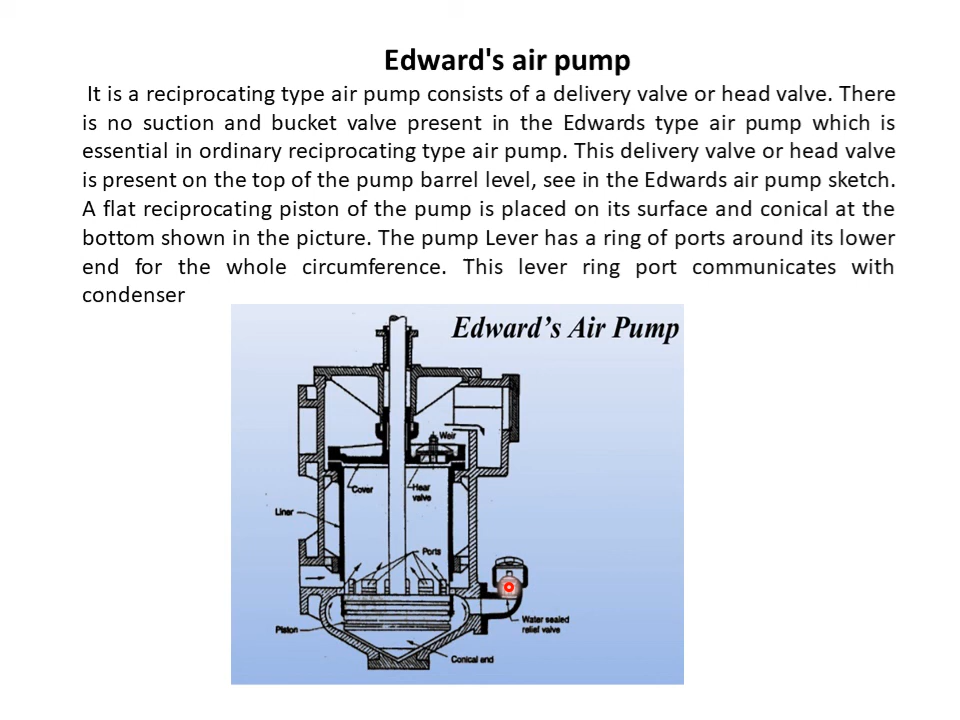 Edward's air pump
It is a reciprocating type air pump consists of a delivery valve or head valve. There
is no suction and bucket valve present in the Edwards type air pump which is
essential in ordinary reciprocating type air pump. This delivery valve or head valve
is present on the top of the pump barrel level, see in the Edwards air pump sketch.
A flat reciprocating piston of the pump is placed on its surface and conical at the
bottom shown in the picture. The pump Lever has a ring of ports around its lower
end for the whole circumference. This lever ring port communicates with
condenser
Edward's Air Pump
Weir
Cover
Hear
valve
Liner
Ports
Piston
Water sealed
relief valve
Conical end